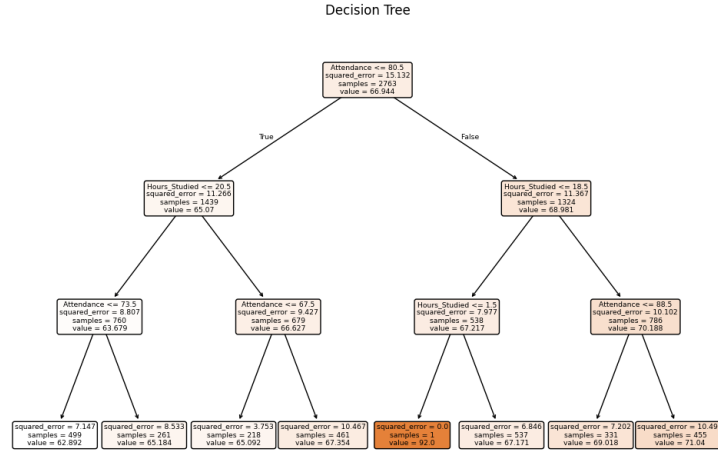 Decision Tree
Attendance <= 80.5
squared_error = 15.132
samples = 2763
value = 66.944
True
False
Hours_Studied <= 20.5
squared_error = 11.266
samples = 1439
value = 65.07
Hours_Studied <= 18.5
squared_error = 11.367
samples = 1324
value = 68.981
Attendance <= 73.5
squared_error = 8.807
samples = 760
value = 63.679
Attendance <= 67.5
squared_error = 9.427
samples = 679
value = 66.627
Hours_Studied <= 1.5
squared_error = 7.977
samples = 538
value = 67.217
Attendance <= 88.5
squared_error = 10.102
samples = 786
value = 70.188
squared_error = 7.147
samples = 499
value = 62.892
squared_error = 8.533
samples = 261
value = 65.184
squared_error = 3.753
samples = 218
value = 65.092
squared_error = 10.467
samples = 461
value = 67.354
squared_error = 0.0
samples = 1
value = 92.0
squared_error = 6.846
samples = 537
value = 67.171
squared_error = 7.202
samples = 331
value = 69.018
squared_error = 10.49
samples = 455
value = 71.04